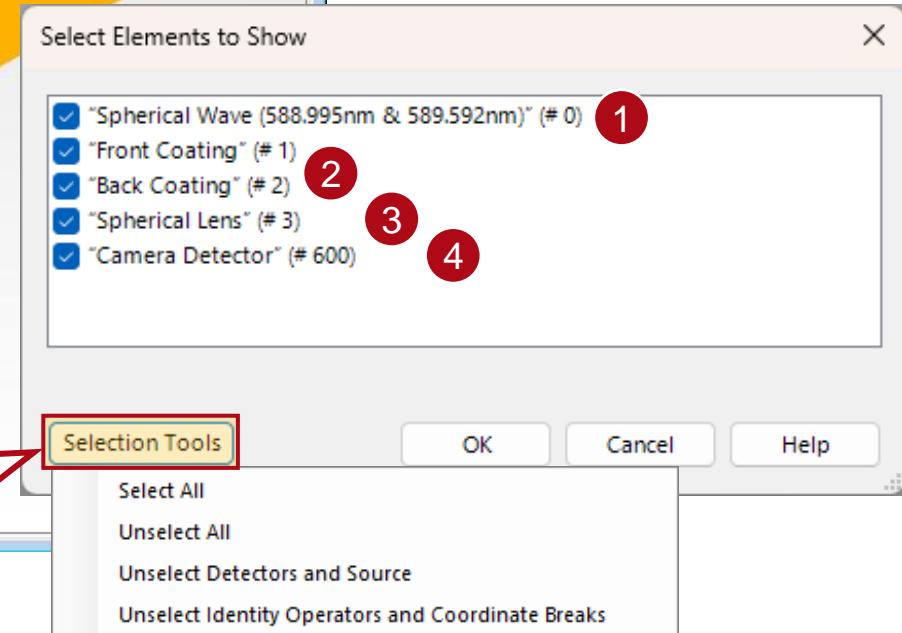 Select Elements to Show
"Spherical Wave (588.995nm & 589.592nm)" (# 0) 1
"Front Coating" (# 1)
2
"Back Coating" (# 2)
"Spherical Lens" (# 3) 3
"Camera Detector" (# 600) 4
Selection Tools OK Cancel Help
Select All
Unselect All
Unselect Detectors and Source
Unselect Identity Operators and Coordinate Breaks